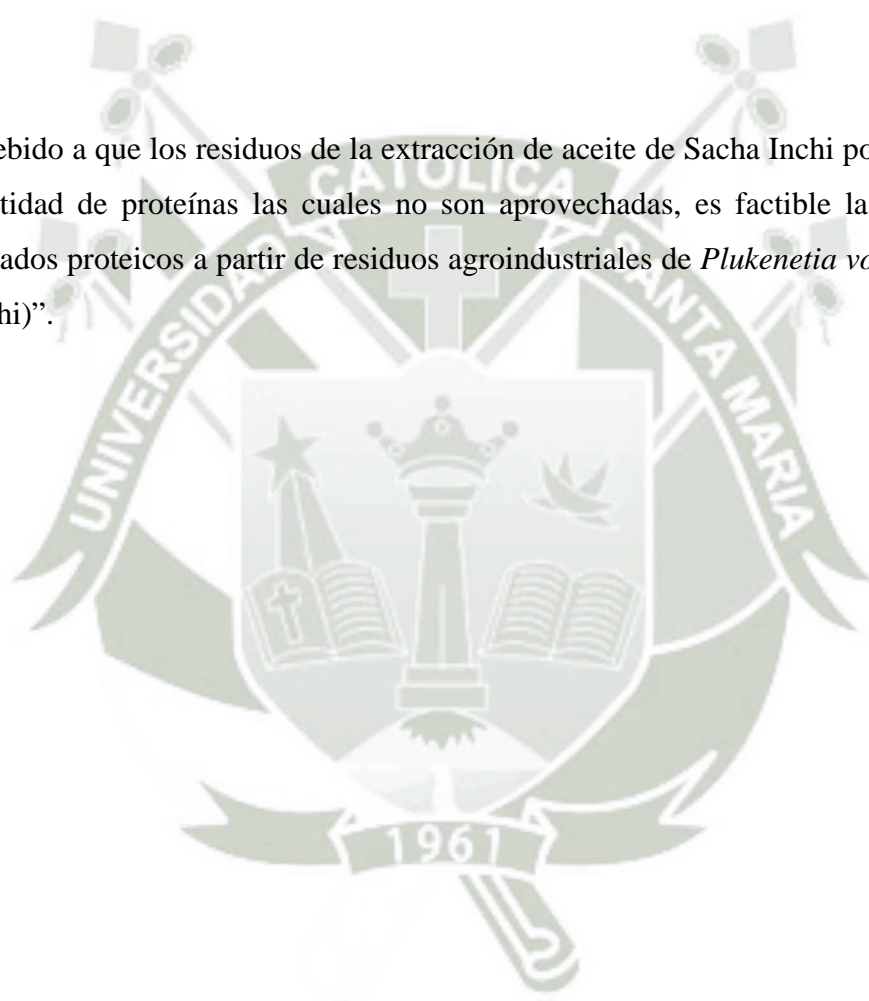 ebido a que los residuos de la extracción de aceite de Sacha Inchi po
tidad de proteínas las cuales no son aprovechadas, es factible la
ados proteicos a partir de residuos agroindustriales de Plukenetia vo
hi)”.
UNIVERSIDAD CATOLICA SANTA MARIA
1961